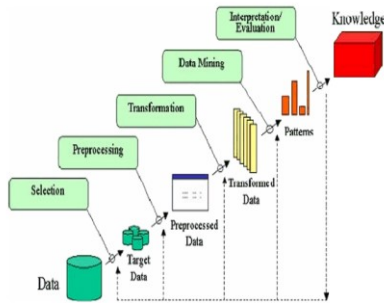 Interpretation/
Evaluation
Knowledge
Data Mining
Transformation
Patterns
Preprocessing
Transformed
Data
Selection
Preprocessed
Data
Target
Data
Data